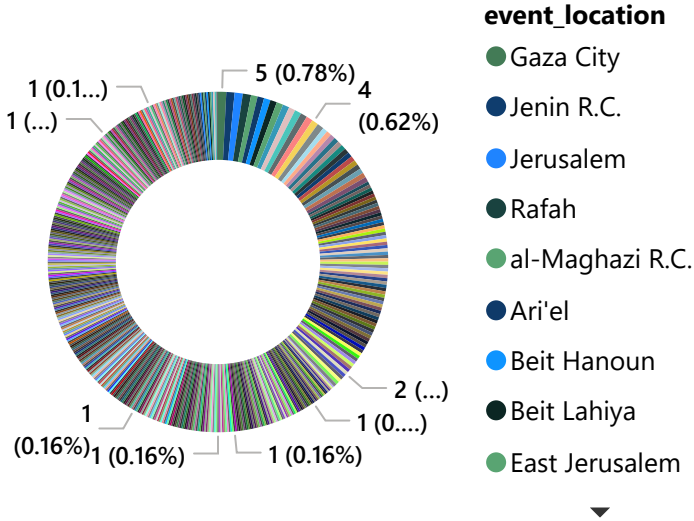 event_location
5 (0.78%)
4
(0.62%)
1 (0.1...)
1 (...)
Gaza City
Jenin R.C.
Jerusalem
Rafah
al-Maghazi R.C.
Ari'el
Beit Hanoun
Beit Lahiya
East Jerusalem
2 (...)
1 (0....)
1 (0.16%)
1 (0.16%)
1
(0.16%)